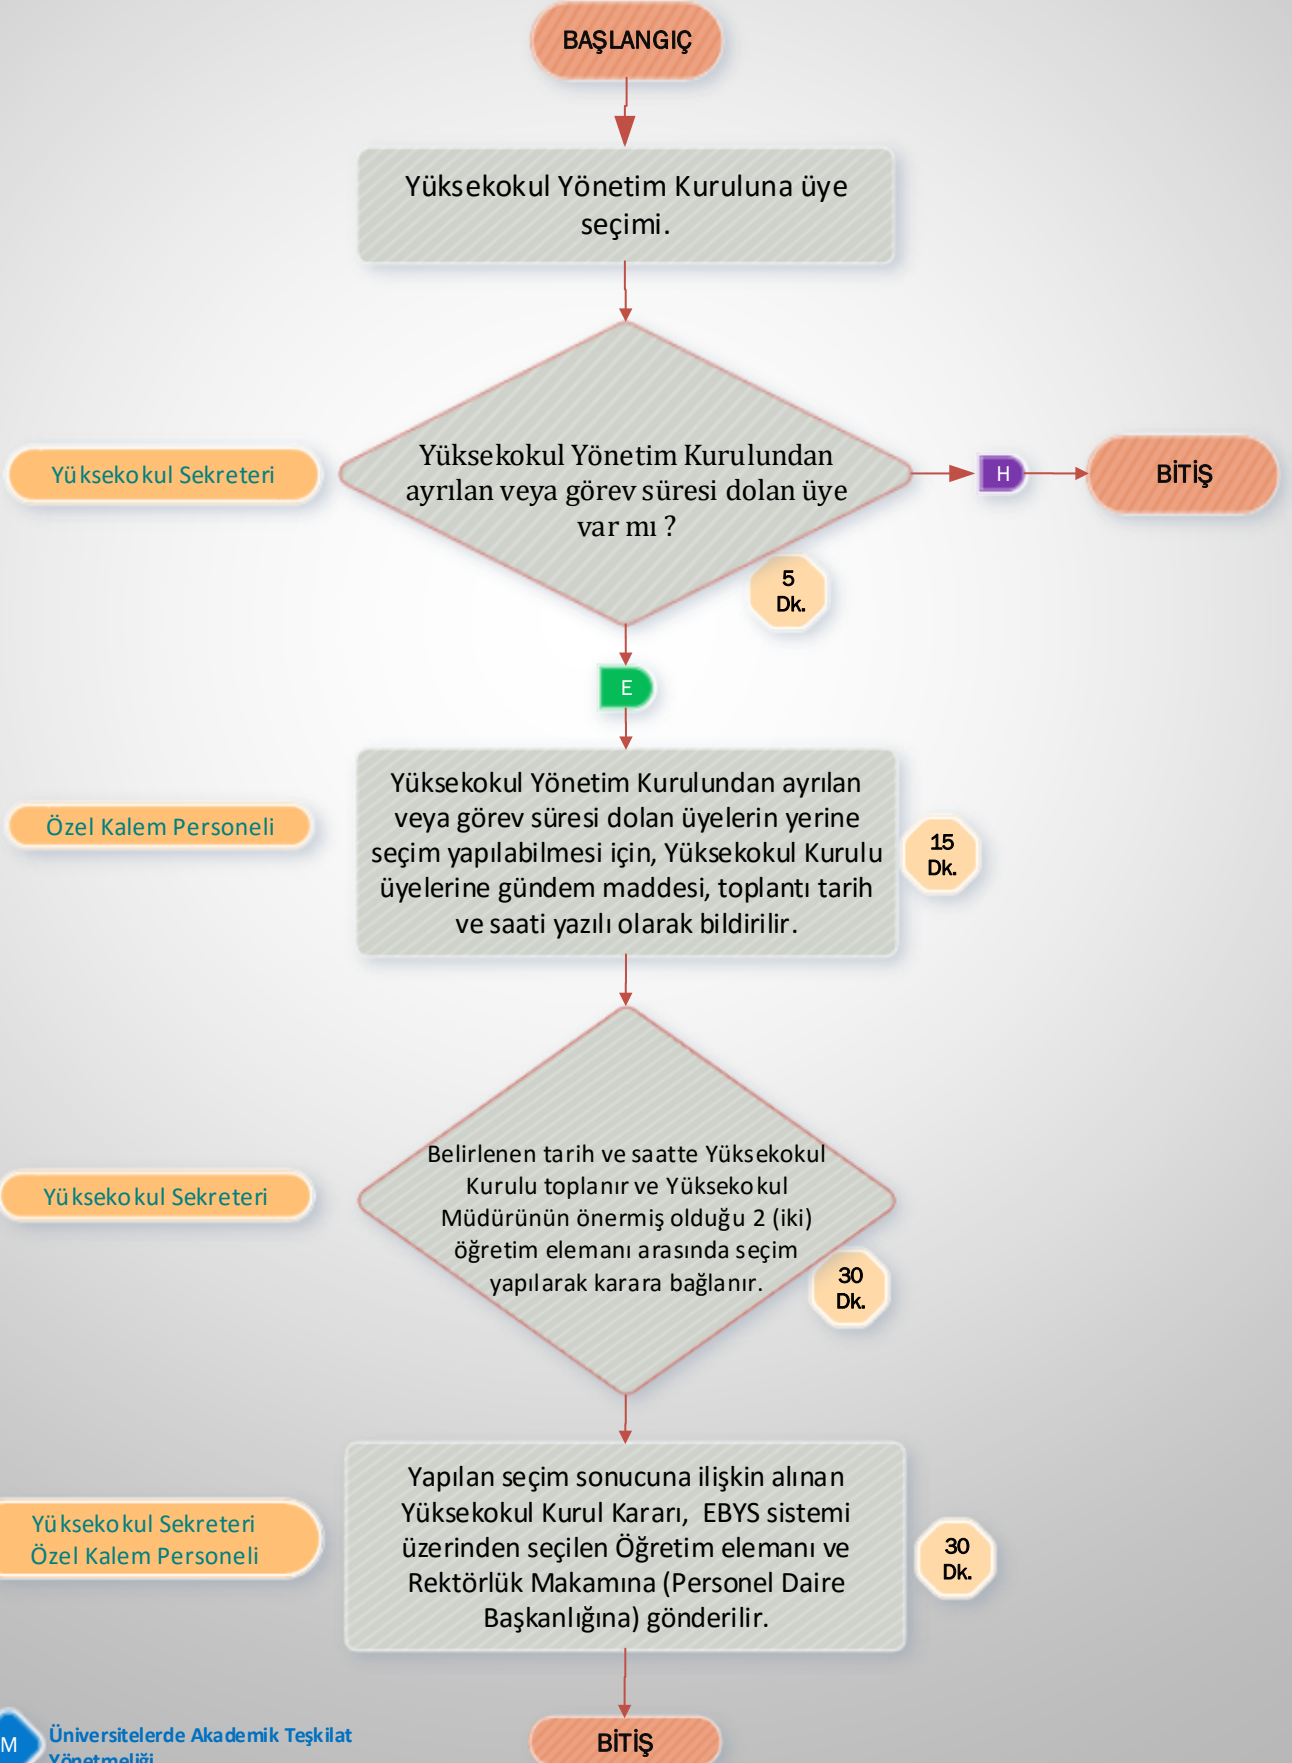 BAŞLANGIÇ
Yüksekokul Yönetim Kuruluna üye
seçimi.
Yüksekokul Sekreteri
Yüksekokul Yönetim Kurulundan
ayrılan veya görev süresi dolan üye
var mı ?
H
BİTİŞ
5
Dk.
E
Özel Kalem Personeli
Yüksekokul Yönetim Kurulundan ayrılan
veya görev süresi dolan üyelerin yerine
seçim yapılabilmesi için, Yüksekokul Kurulu
üyelerine gündem maddesi, toplantı tarih
ve saati yazılı olarak bildirilir.
15
Dk.
Yüksekokul Sekreteri
Belirlenen tarih ve saatte Yüksekokul
Kurulu toplanır ve Yüksekokul
Müdürünün önermiş olduğu 2 (iki)
öğretim elemanı arasında seçim
yapılarak karara bağlanır.
30
Dk.
Yüksekokul Sekreteri
Özel Kalem Personeli
Yapılan seçim sonucuna ilişkin alınan
Yüksekokul Kurul Kararı, EBYS sistemi
üzerinden seçilen Öğretim elemanı ve
Rektörlük Makamına (Personel Daire
Başkanlığına) gönderilir.
30
Dk.
M
Üniversitelerde Akademik Teşkilat
Yönetmeliği
BİTİŞ